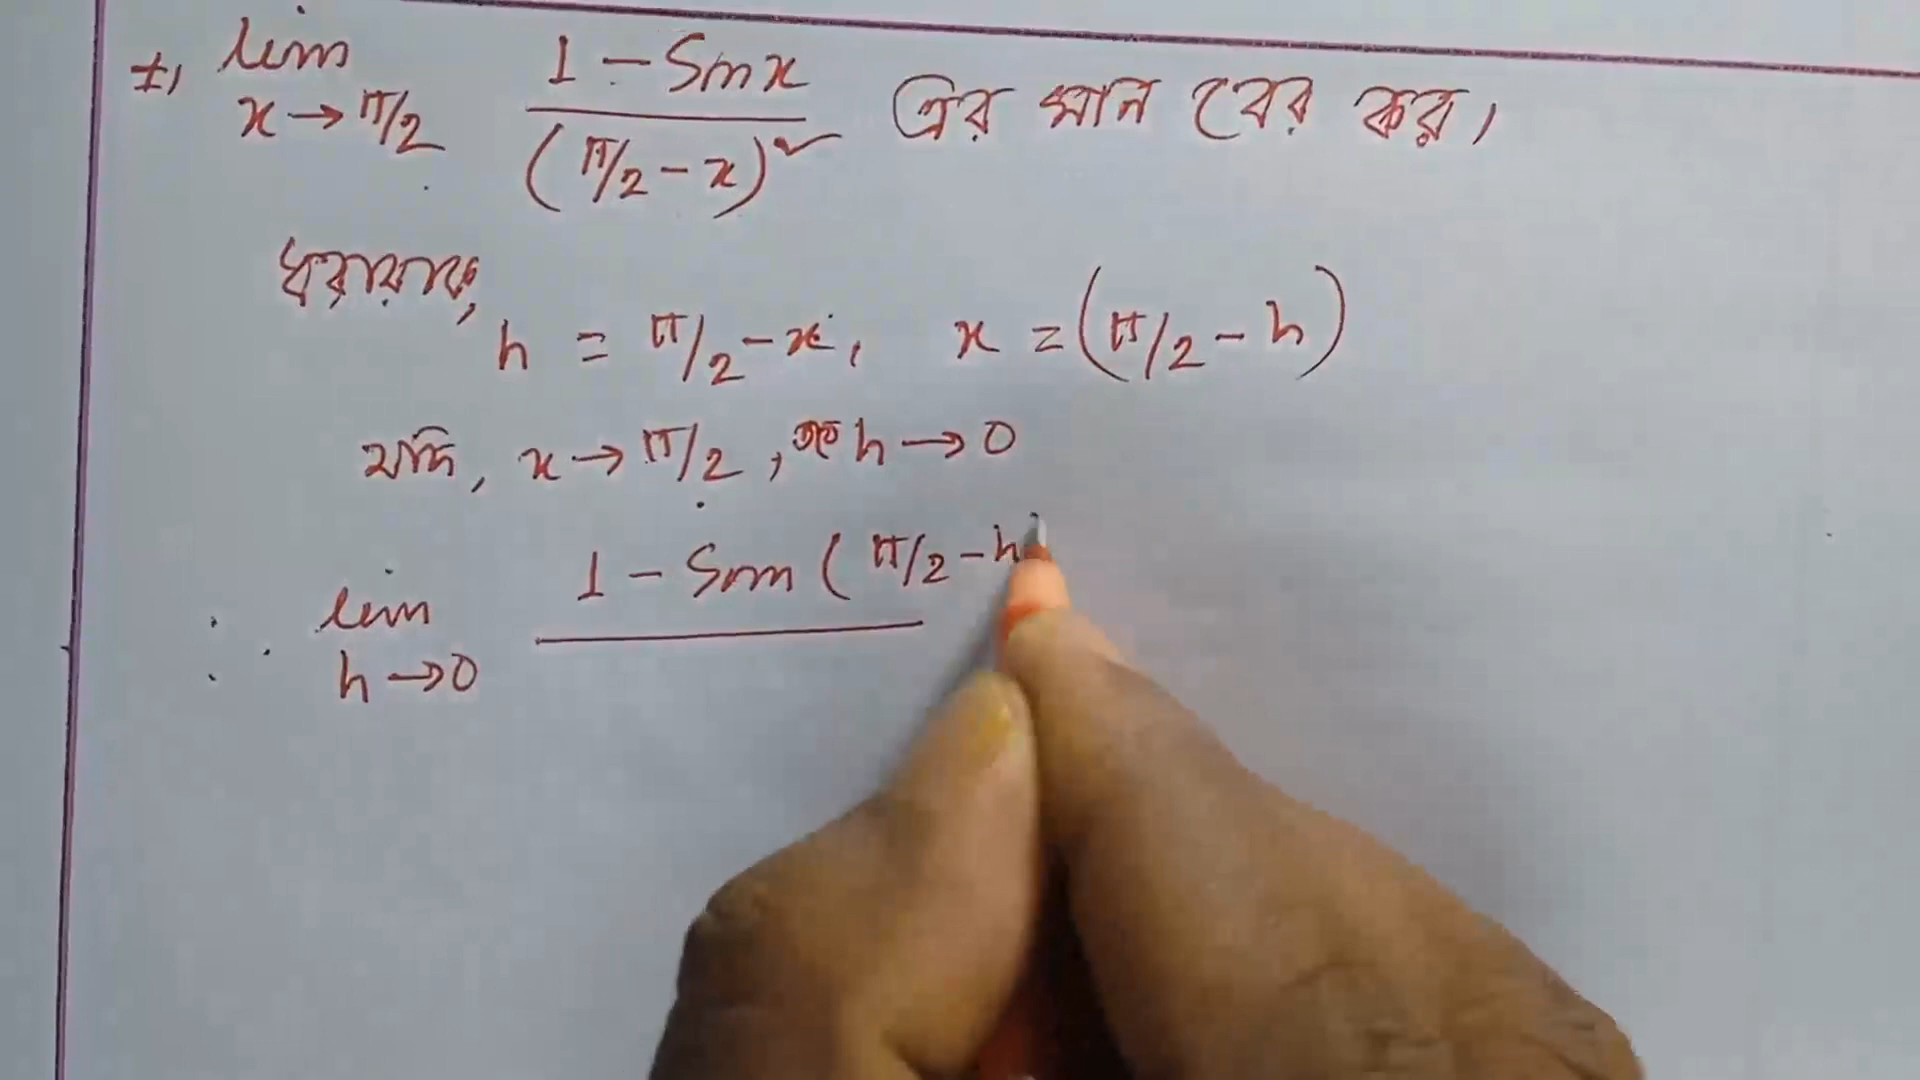 ±, lim x→π/2 1 - Sinx / (π/2 - x)² এর মান বের কর।
ধরাযাক,
h = π/2 - x, x = (π/2 - h)
যদি, x → π/2, তবে h → 0
∴ lim h→0 1 - Sin (π/2 - h)